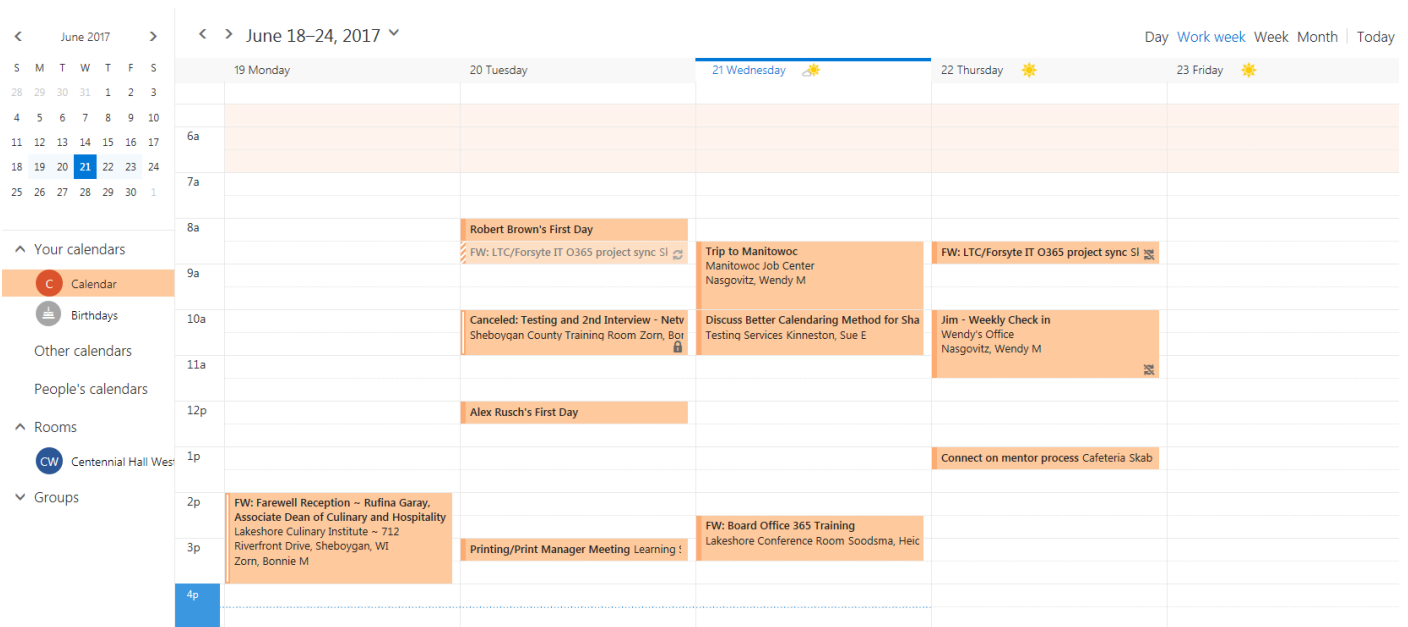 June 2017
S M T W T F S
28 29 30 31 1 2 3
4 5 6 7 8 9 10
11 12 13 14 15 16 17
18 19 20 21 22 23 24
25 26 27 28 29 30 1
Your calendars
C Calendar
Birthdays
Other calendars
People's calendars
Rooms
CW Centennial Hall Wes
Groups
June 18–24, 2017
Day Work week Week Month Today
19 Monday
20 Tuesday
21 Wednesday
22 Thursday
23 Friday
6a
7a
8a
9a
10a
11a
12p
1p
2p
3p
4p
FW: Farewell Reception ~ Rufina Garay,
Associate Dean of Culinary and Hospitality
Lakeshore Culinary Institute ~ 712
Riverfront Drive, Sheboygan, WI
Zorn, Bonnie M
Robert Brown's First Day
FW: LTC/Forsyte IT O365 project sync Sl
Canceled: Testing and 2nd Interview - Netw
Sheboygan County Training Room Zorn, Bor
Alex Rusch's First Day
Printing/Print Manager Meeting Learning
Trip to Manitowoc
Manitowoc Job Center
Nasgovitz, Wendy M
Discuss Better Calendaring Method for Sha
Testing Services Kinneston, Sue E
FW: Board Office 365 Training
Lakeshore Conference Room Soodsma, Heic
FW: LTC/Forsyte IT O365 project sync Sl
Jim - Weekly Check in
Wendy's Office
Nasgovitz, Wendy M
Connect on mentor process Cafeteria Skab